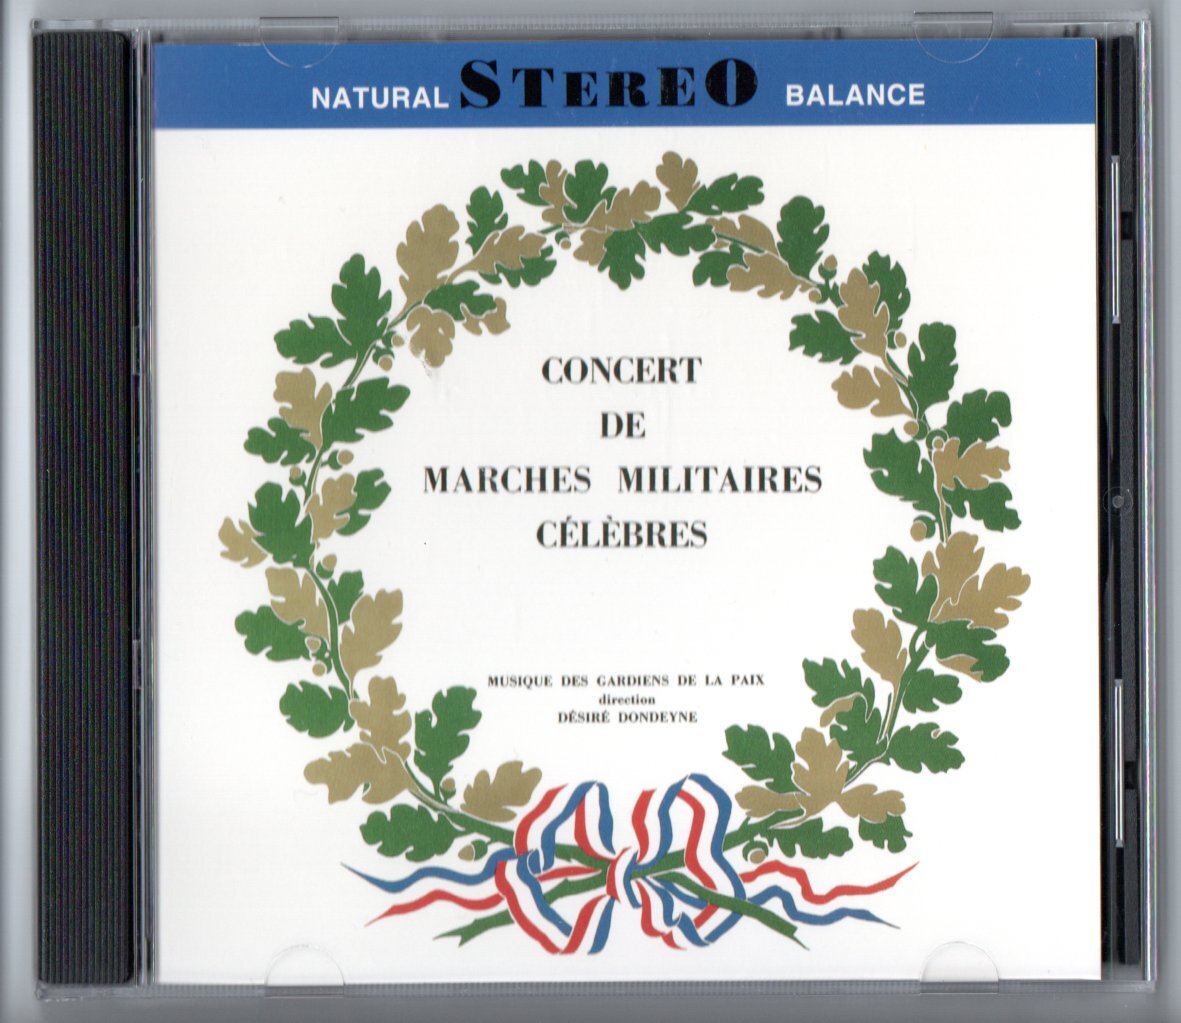 NATURAL STEREO BALANCE
CONCERT
DE
MARCHES MILITAIRES
CÉLÈBRES
MUSIQUE DES GARDIENS DE LA PAIX
direction
DÉSIRÉ DONDEYNE